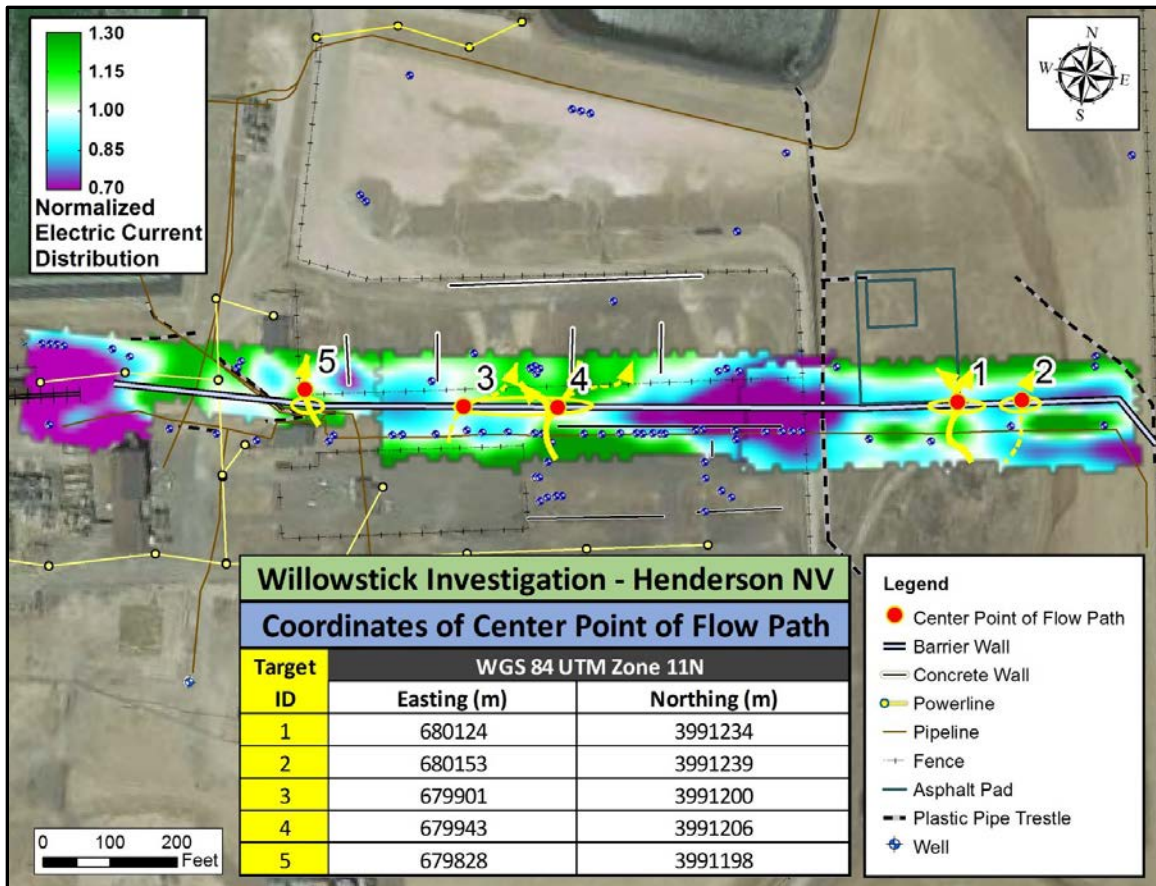 1.30
1.15
1.00
0.85
0.70
Normalized
Electric Current
Distribution
N
W E
S
5
3
4
1
2
Willowstick Investigation - Henderson NV
Coordinates of Center Point of Flow Path
Target ID WGS 84 UTM Zone 11N
Easting (m) Northing (m)
1 680124 3991234
2 680153 3991239
3 679901 3991200
4 679943 3991206
5 679828 3991198
Legend
Center Point of Flow Path
Barrier Wall
Concrete Wall
Powerline
Pipeline
Fence
Asphalt Pad
Plastic Pipe Trestle
Well
0 100 200
Feet